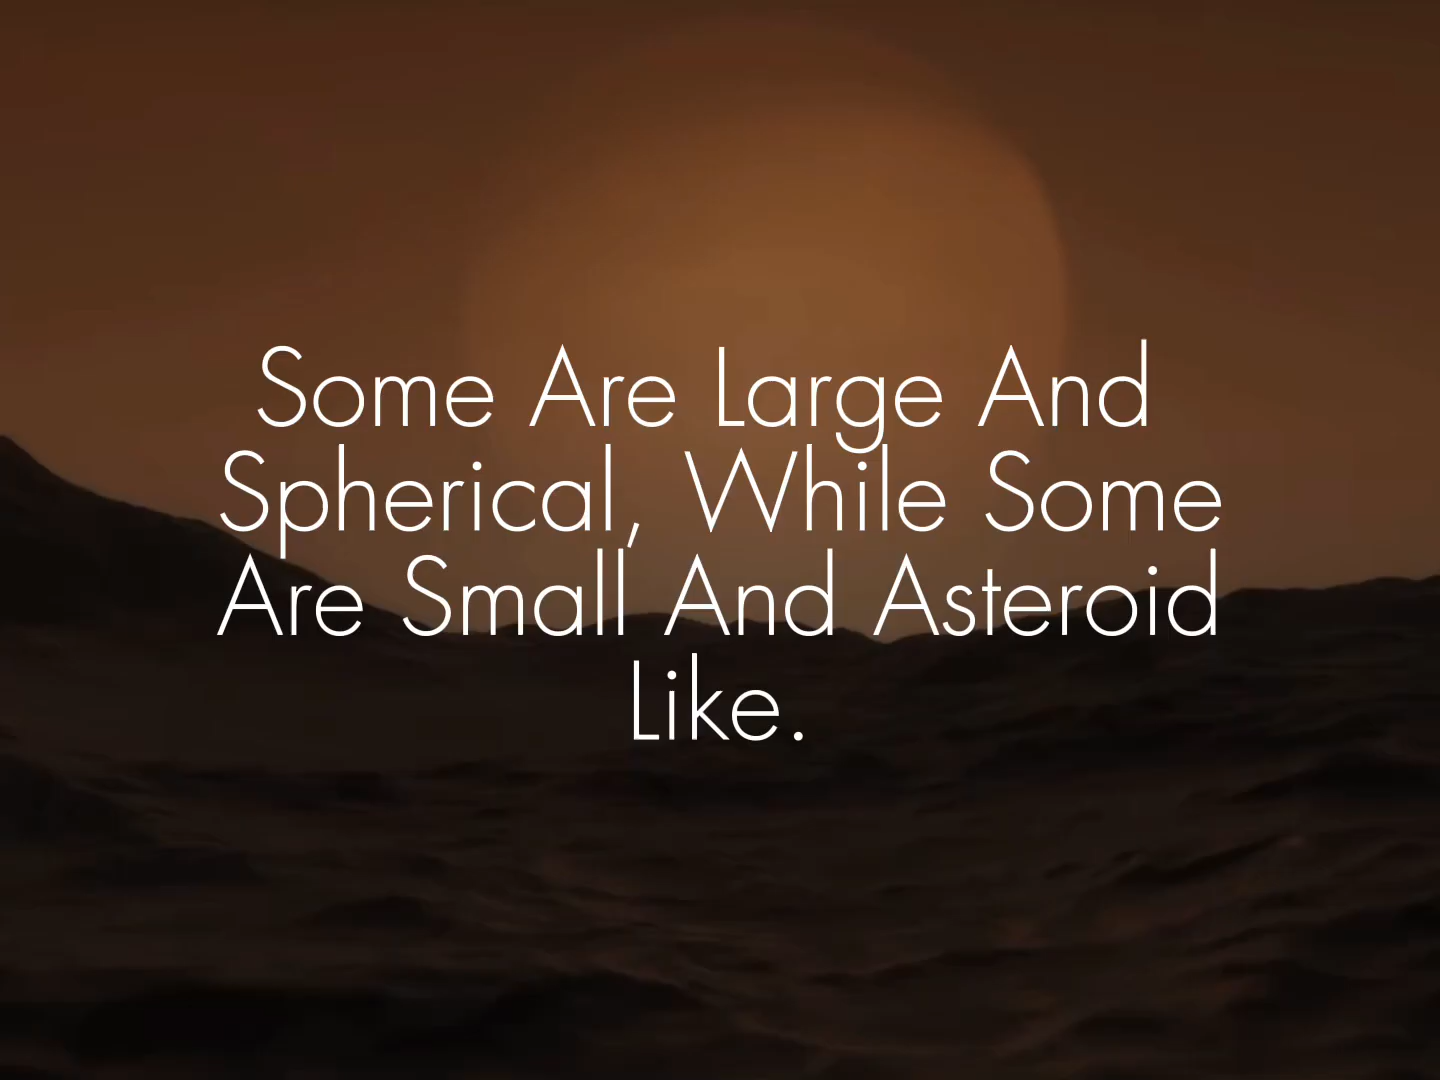 Some Are Large And
Spherical, While Some
Are Small And Asteroid
Like.